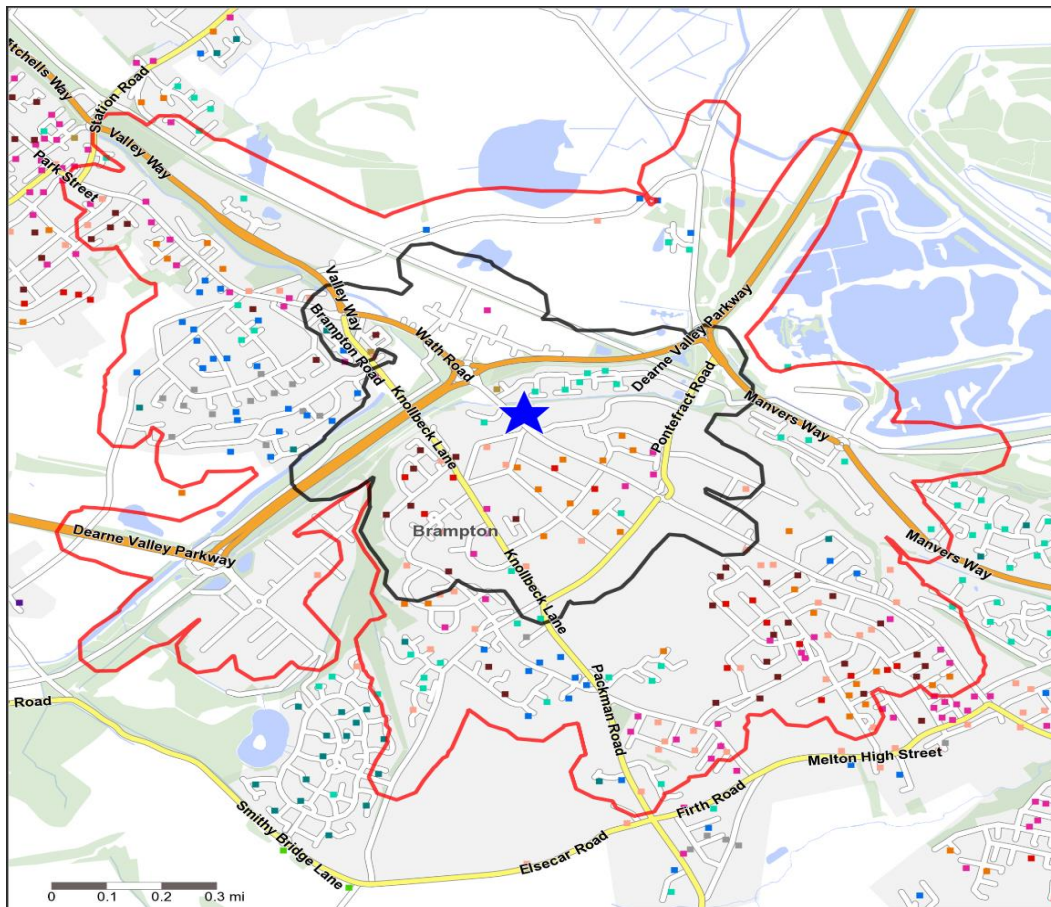 itchells Way
Station Road
Valley Way
Park Street
Valley Way
Brampton Road
Wath Road
Knollbeck Lane
Dearne Valley Parkway
Pontefract Road
Manvers Way
Brampton
Dearne Valley Parkway
Knollbeck Lane
Manvers Way
Packman Road
Road
Melton High Street
Firth Road
Smithy Bridge Lane
Elsecar Road
0 0.1 0.2 0.3 mi